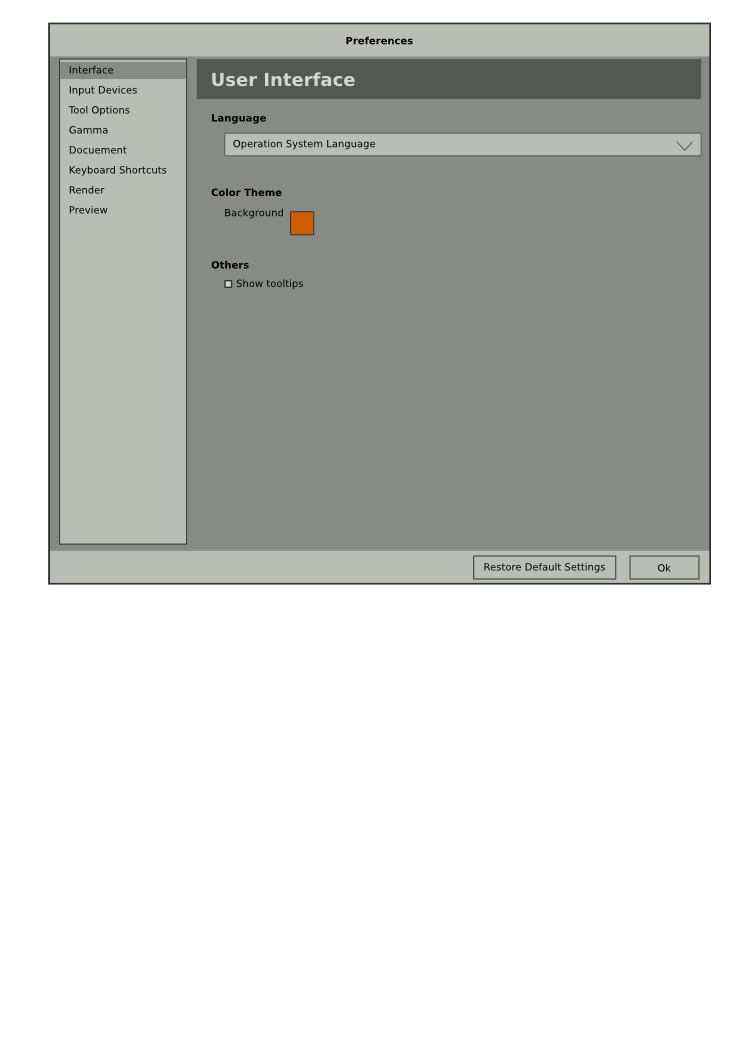 Preferences
Interface
Input Devices
Tool Options
Gamma
Docuement
Keyboard Shortcuts
Render
Preview
User Interface
Language
Operation System Language
Color Theme
Background
Others
Show tooltips
Restore Default Settings
Ok